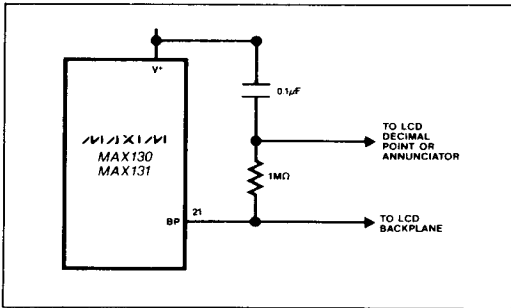 V+
0.1µF
MAXIM
MAX130
MAX131
TO LCD
DECIMAL
POINT OR
ANNUNCIATOR
1MΩ
BP
21
TO LCD
BACKPLANE